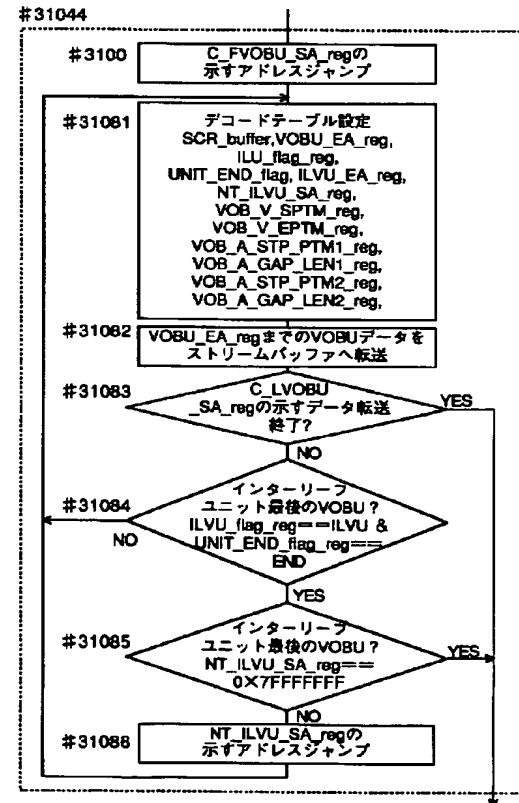 #31044
#3100
C_FVOBU_SA_regの
示すアドレスジャンプ
#31081
デコードテーブル設定
SCR_buffer,VOBU_EA_reg,
ILU_flag_reg,
UNIT_END_flag, ILVU_EA_reg,
NT_ILVU_SA_reg,
VOB_V_SPTM_reg,
VOB_V_EPTM_reg,
VOB_A_STP_PTM1_reg,
VOB_A_GAP_LEN1_reg,
VOB_A_STP_PTM2_reg,
VOB_A_GAP_LEN2_reg,
#31082
VOBU_EA_regまでのVOBUデータを
ストリームバッファへ転送
#31083
C_LVOBU
_SA_regの示すデータ転送
終了?
YES
NO
#31084
インターリーブ
ユニット最後のVOBU?
ILVU_flag_reg==ILVU &
UNIT_END_flag_reg==
END
NO
YES
#31085
インターリーブ
ユニット最後のVOBU?
NT_ILVU_SA_reg==
0×7FFFFFFF
YES
NO
#31086
NT_ILVU_SA_regの
示すアドレスジャンプ